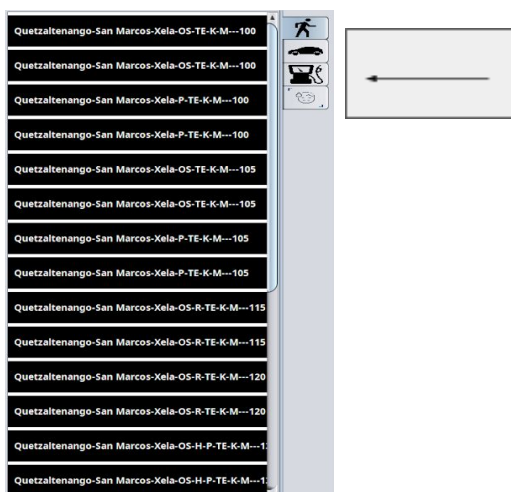 Quetzaltenango-San Marcos-Xela-OS-TE-K-M---100
Quetzaltenango-San Marcos-Xela-OS-TE-K-M---100
Quetzaltenango-San Marcos-Xela-P-TE-K-M---100
Quetzaltenango-San Marcos-Xela-P-TE-K-M---100
Quetzaltenango-San Marcos-Xela-OS-TE-K-M---105
Quetzaltenango-San Marcos-Xela-OS-TE-K-M---105
Quetzaltenango-San Marcos-Xela-P-TE-K-M---105
Quetzaltenango-San Marcos-Xela-P-TE-K-M---105
Quetzaltenango-San Marcos-Xela-OS-R-TE-K-M---115
Quetzaltenango-San Marcos-Xela-OS-R-TE-K-M---115
Quetzaltenango-San Marcos-Xela-OS-R-TE-K-M---120
Quetzaltenango-San Marcos-Xela-OS-R-TE-K-M---120
Quetzaltenango-San Marcos-Xela-OS-H-P-TE-K-M---1
Quetzaltenango-San Marcos-Xela-OS-H-P-TE-K-M---1